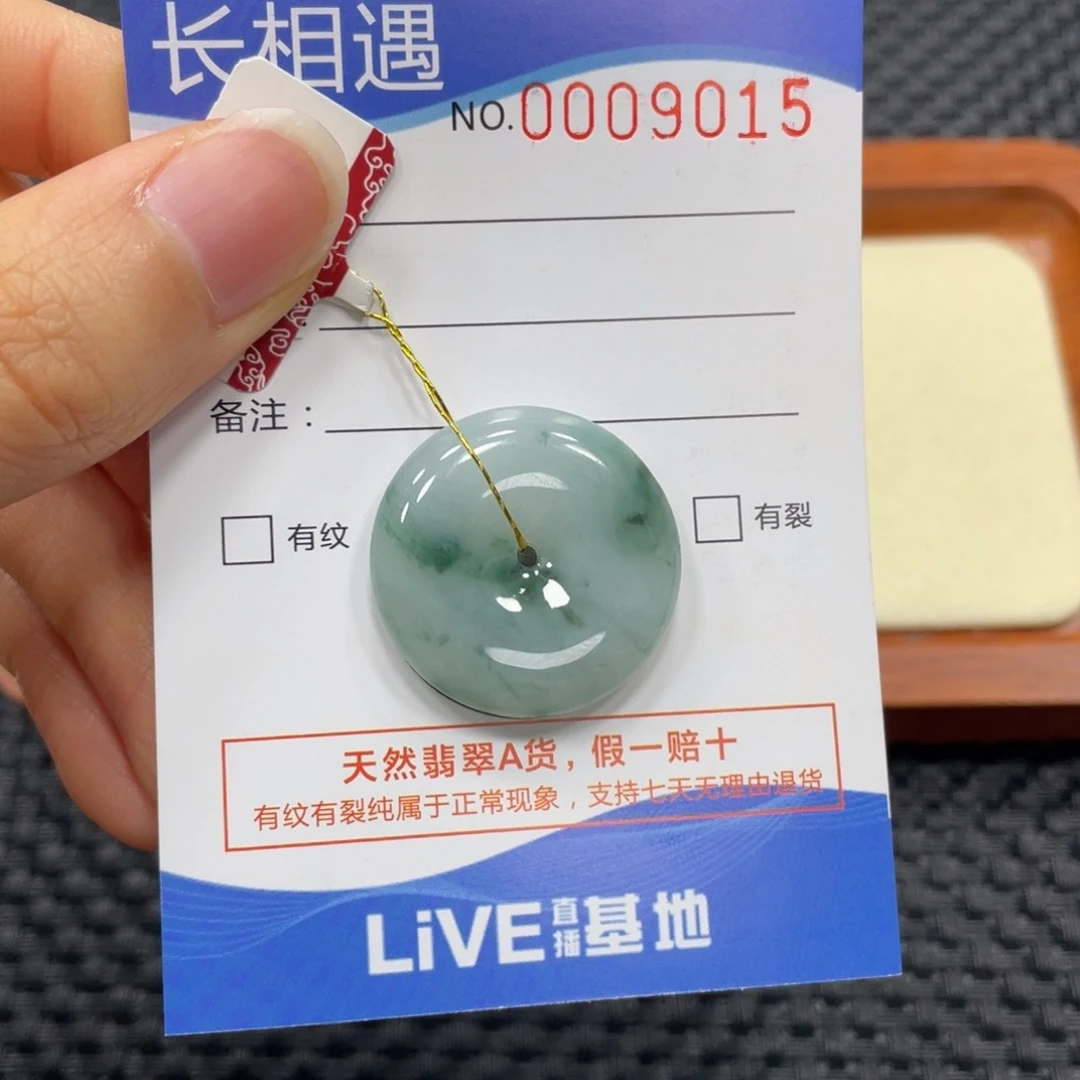 长相遇
NO.0009015
备注：
有纹
有裂
天然翡翠A货，假一赔十
有纹有裂纯属于正常现象，支持七天无理由退货
LiVE直播基地